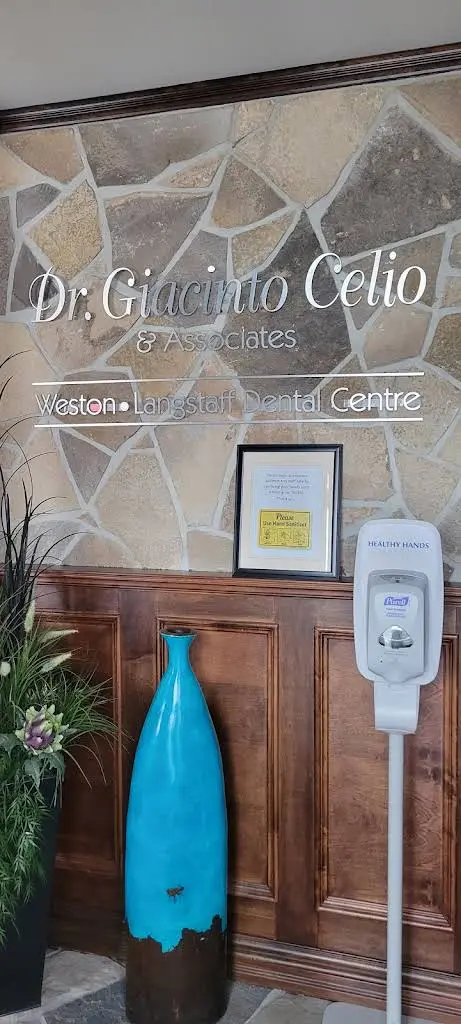 Dr. Giacinto Celio
& Associates
Weston • Langstaff Dental Centre
Please
Use Hand Sanitizer
HEALTHY HANDS
Purell